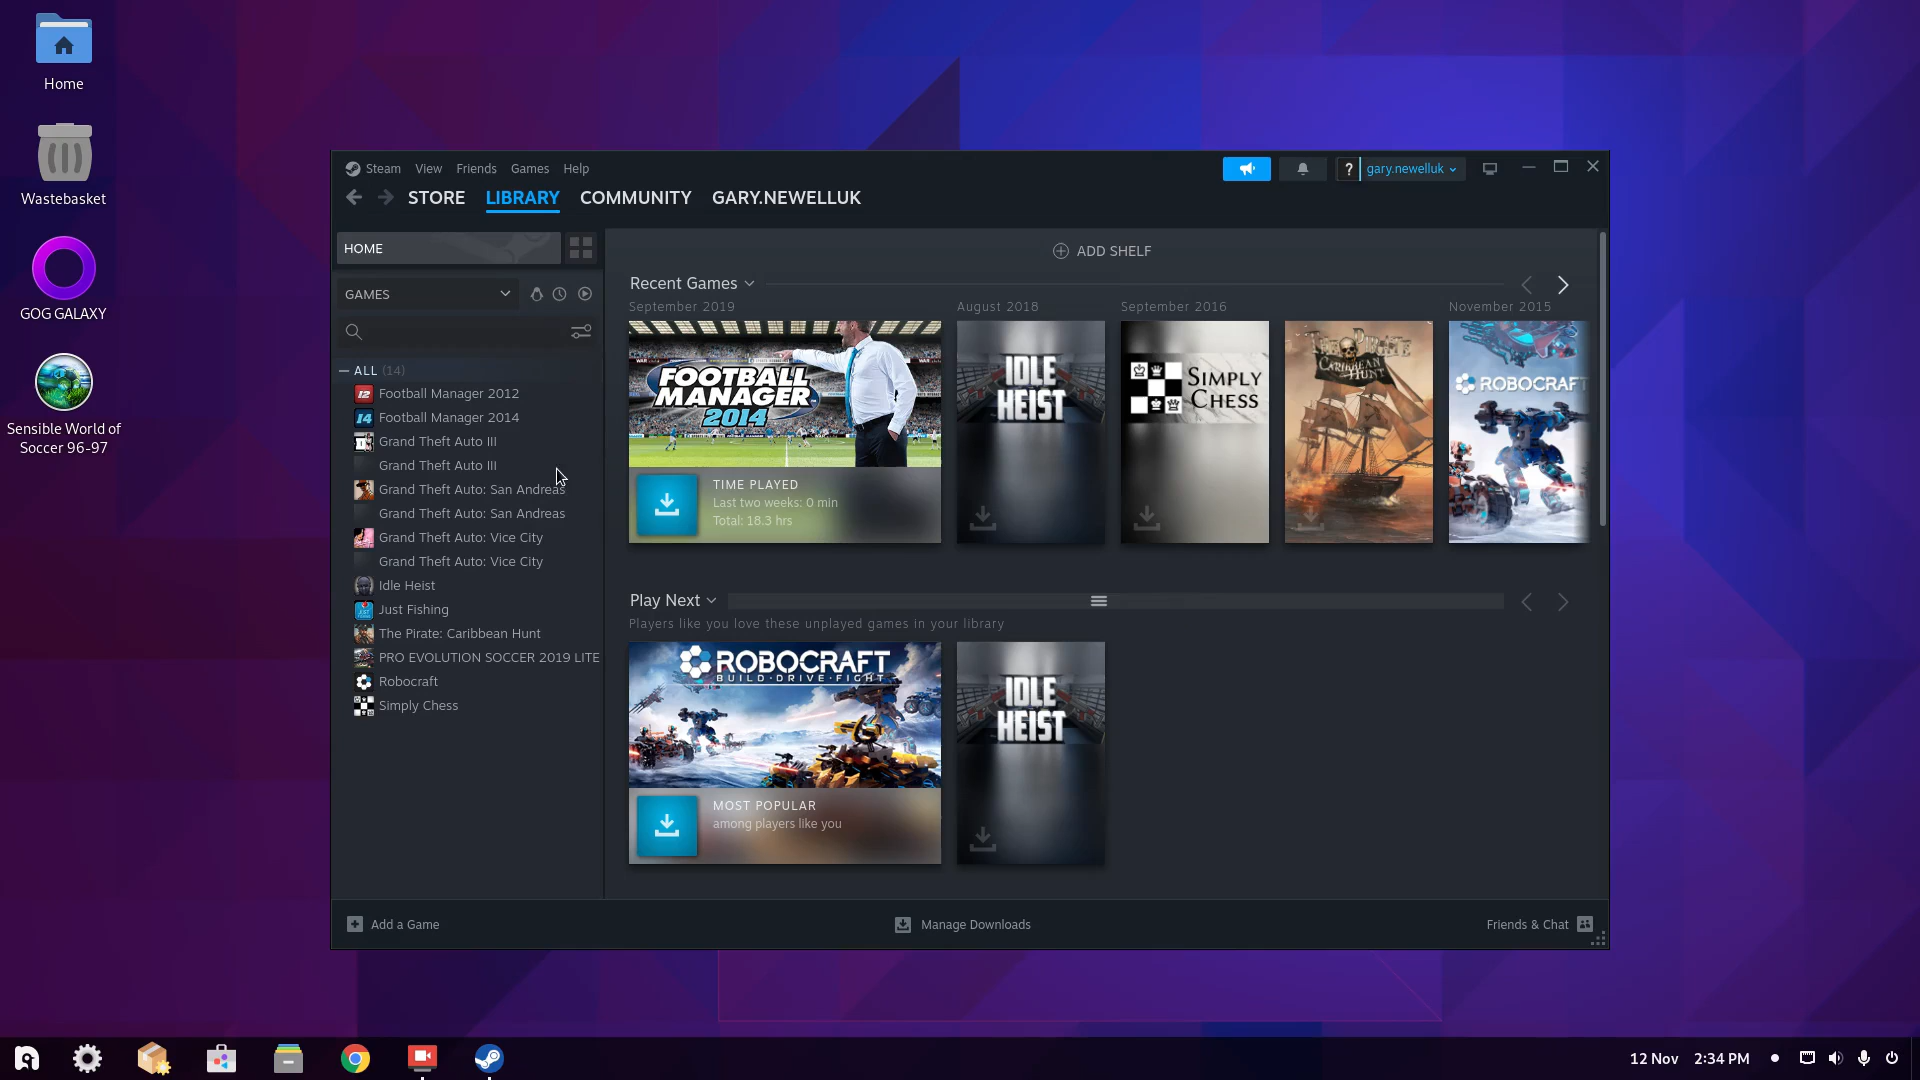 Home
Wastebasket
GOG GALAXY
Sensible World of
Soccer 96-97
Steam View Friends Games Help
? gary.newelluk
STORE LIBRARY COMMUNITY GARY.NEWELLUK
HOME
GAMES
ALL (14)
12 Football Manager 2012
14 Football Manager 2014
Grand Theft Auto III
Grand Theft Auto III
Grand Theft Auto: San Andreas
Grand Theft Auto: San Andreas
Grand Theft Auto: Vice City
Grand Theft Auto: Vice City
Idle Heist
Just Fishing
The Pirate: Caribbean Hunt
PRO EVOLUTION SOCCER 2019 LITE
Robocraft
Simply Chess
ADD SHELF
Recent Games
September 2019
August 2018
September 2016
November 2015
FOOTBALL
MANAGER
2014
TIME PLAYED
Last two weeks: 0 min
Total: 18.3 hrs
IDLE
HEIST
SIMPLY
CHESS
CARIBBEAN
HUNT
ROBOCRAFT
Play Next
Players like you love these unplayed games in your library
ROBOCRAFT
BUILD·DRIVE·FIGHT
MOST POPULAR
among players like you
IDLE
HEIST
Add a Game
Manage Downloads
Friends & Chat
12 Nov 2:34 PM